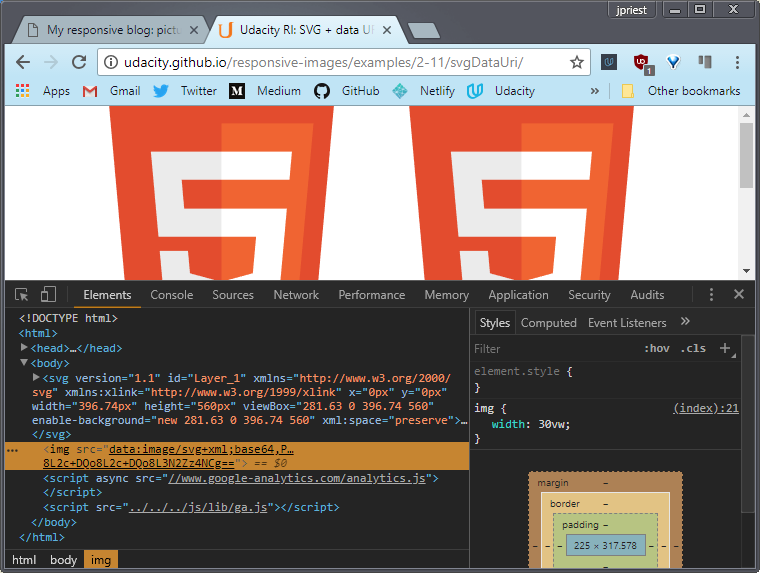 jpriest
My responsive blog: pictu
Udacity RI: SVG + data UR
udacity.github.io/responsive-images/examples/2-11/svgDataUri/
Apps Gmail Twitter Medium GitHub Netlify Udacity » Other bookmarks
Elements Console Sources Network Performance Memory Application Security Audits
<!DOCTYPE html>
<html>
<head>…</head>
<body>
<svg version="1.1" id="Layer_1" xmlns="http://www.w3.org/2000/
svg" xmlns:xlink="http://www.w3.org/1999/xlink" x="0px" y="0px"
width="396.74px" height="560px" viewBox="281.63 0 396.74 560"
enable-background="new 281.63 0 396.74 560" xml:space="preserve">…
</svg>
<img src="data:image/svg+xml;base64,P…
8L2c+DQo8L2c+DQo8L3N2Zz4NCg=="> == $0
<script async src="//www.google-analytics.com/analytics.js">
</script>
<script src="../../../js/lib/ga.js"></script>
</body>
</html>
html body img
Styles Computed Event Listeners »
Filter :hov .cls +
element.style {
}
img { (index):21
width: 30vw;
}
margin –
border –
padding –
– – – 225 × 317.578 – – –
–